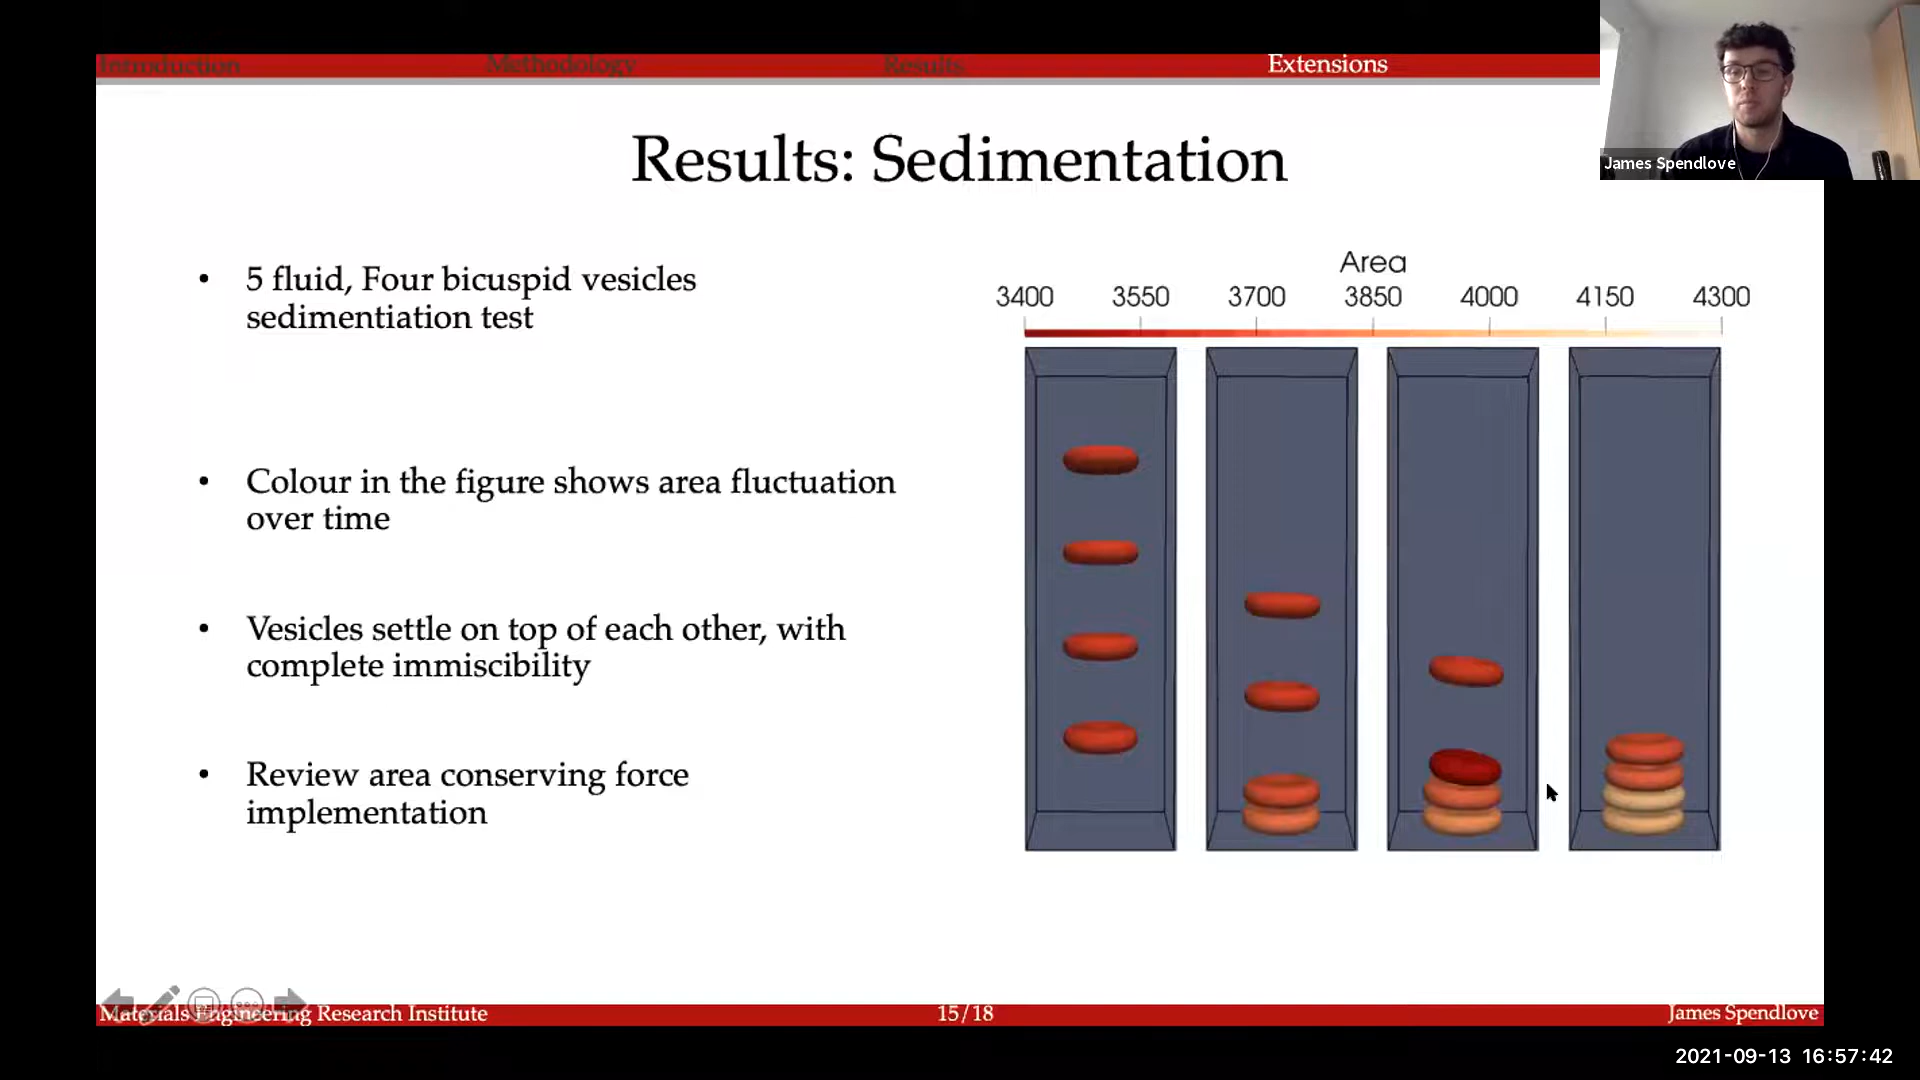 Introduction Methodology Results Extensions
James Spendlove
Results: Sedimentation
• 5 fluid, Four bicuspid vesicles
sedimentiation test
• Colour in the figure shows area fluctuation
over time
• Vesicles settle on top of each other, with
complete immiscibility
• Review area conserving force
implementation
Area
3400 3550 3700 3850 4000 4150 4300
Materials Engineering Research Institute 15/18 James Spendlove
2021-09-13 16:57:42